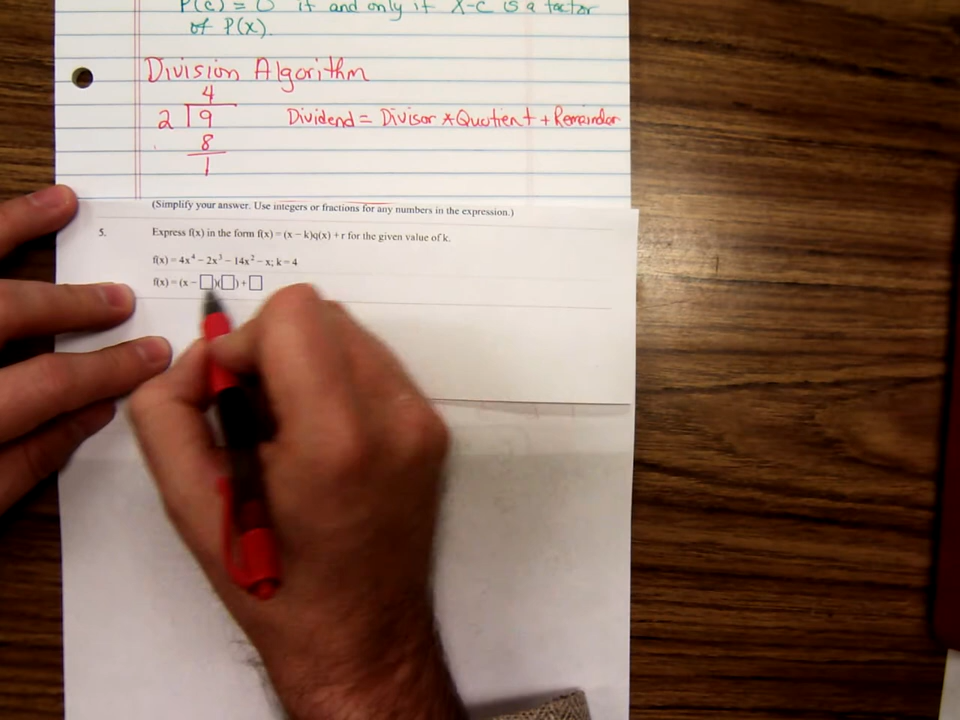 P(c) = 0 if and only if x-c is a factor
of P(x).
Division Algorithm
4
2 9 Dividend = Divisor * Quotient + Remainder
8
1
(Simplify your answer. Use integers or fractions for any numbers in the expression.)
5. Express f(x) in the form f(x) = (x − k)q(x) + r for the given value of k.
f(x) = 4x⁴ − 2x³ − 14x² − x; k = 4
f(x) = (x − □)(□) + □